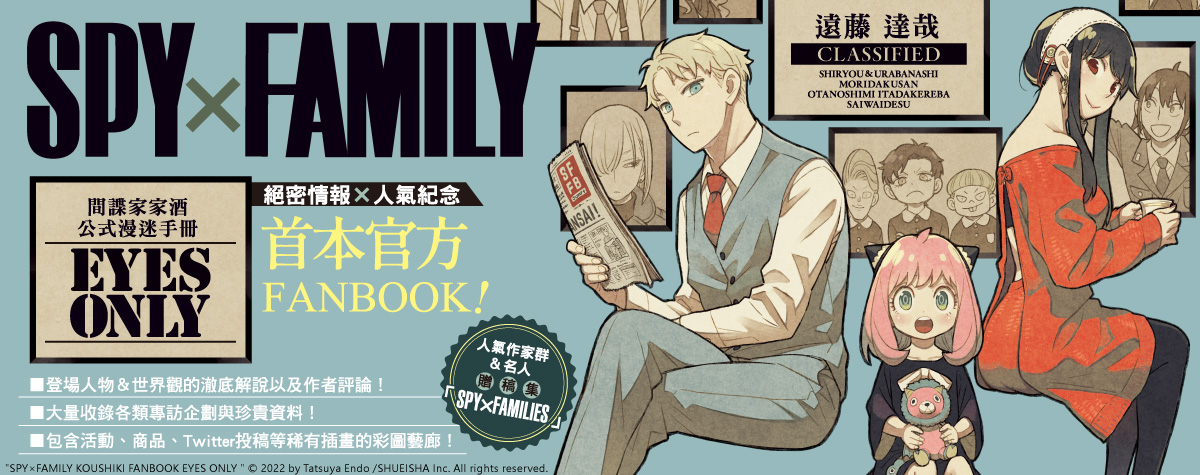 SPY×FAMILY
間諜家家酒
公式漫迷手冊
EYES
ONLY
絕密情報×人氣紀念
首本官方
FANBOOK!
■登場人物&世界觀的澈底解說以及作者評論!
■大量收錄各類專訪企劃與珍貴資料!
■包含活動、商品、Twitter投稿等稀有插畫的彩圖藝廊!
人氣作家群
&名人
贈稿集
「SPY×FAMILIES」
遠藤 達哉
CLASSIFIED
SHIRYOU & URABANASHI
MORIDAKUSAN
OTANOSHIMI ITADAKEREBA
SAIWAIDESU
SF
FB
NSAI!
"SPY×FAMILY KOUSHIKI FANBOOK EYES ONLY " © 2022 by Tatsuya Endo /SHUEISHA Inc. All rights reserved.